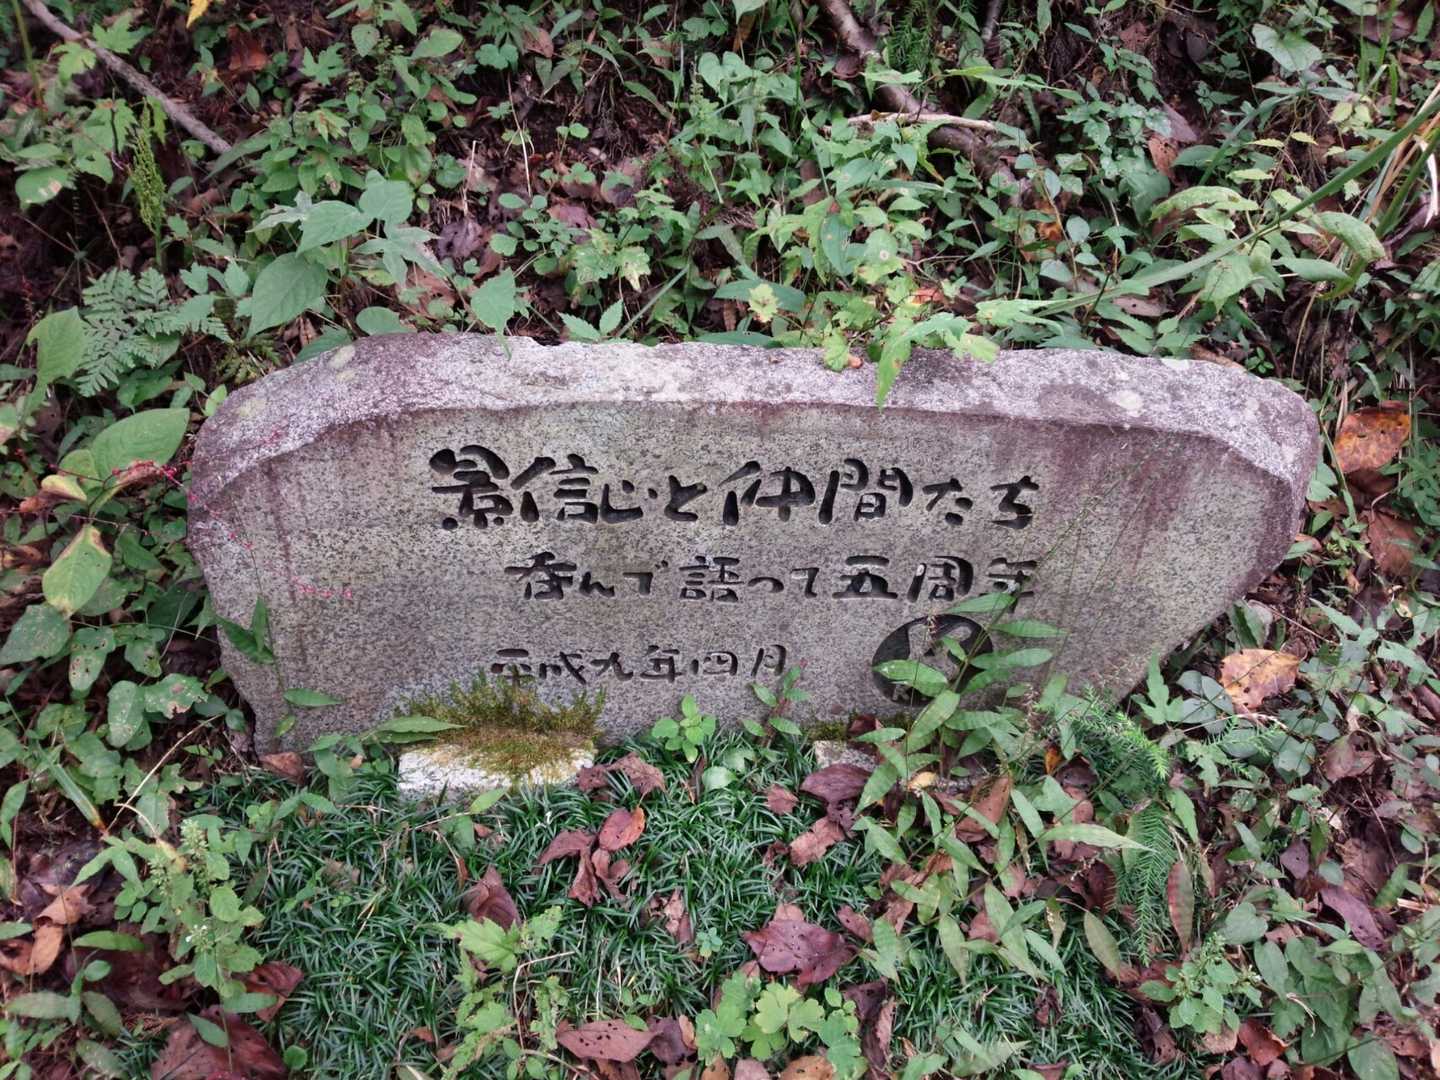 景信山と仲間たち
呑んで語って五周年
平成九年四月